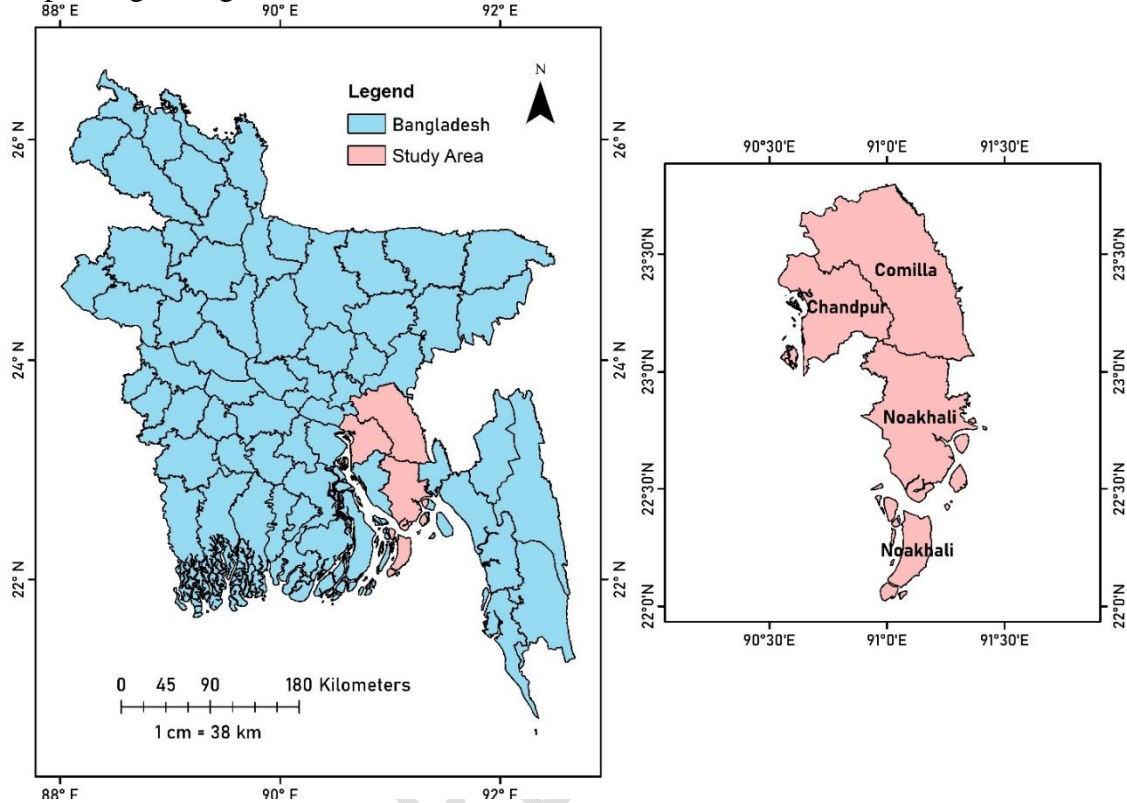 88° E 90° E 92° E
N
Legend
Bangladesh
Study Area
26° N 26° N
24° N 24° N
22° N 22° N
0 45 90 180 Kilometers
1 cm = 38 km
88° E 90° E 92° E
90°30'E 91°0'E 91°30'E
23°30'N 23°30'N
Comilla
Chandpur
23°0'N 23°0'N
Noakhali
22°30'N 22°30'N
Noakhali
22°0'N 22°0'N
90°30'E 91°0'E 91°30'E